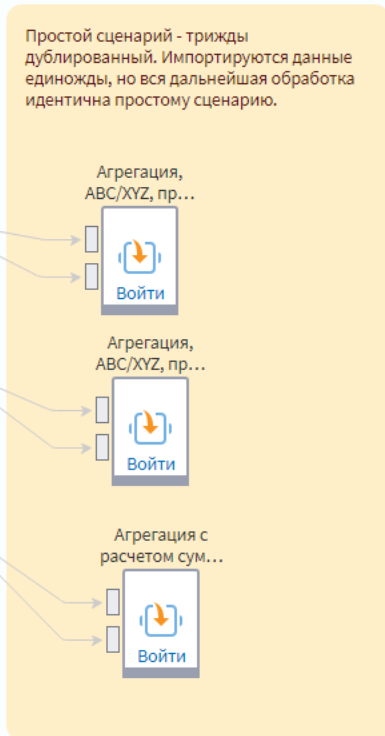 Простой сценарий - трижды
дублированный. Импортируются данные
единожды, но вся дальнейшая обработка
идентична простому сценарию.
Агрегация,
ABC/XYZ, пр...
Войти
Агрегация,
ABC/XYZ, пр...
Войти
Агрегация с
расчетом сум...
Войти